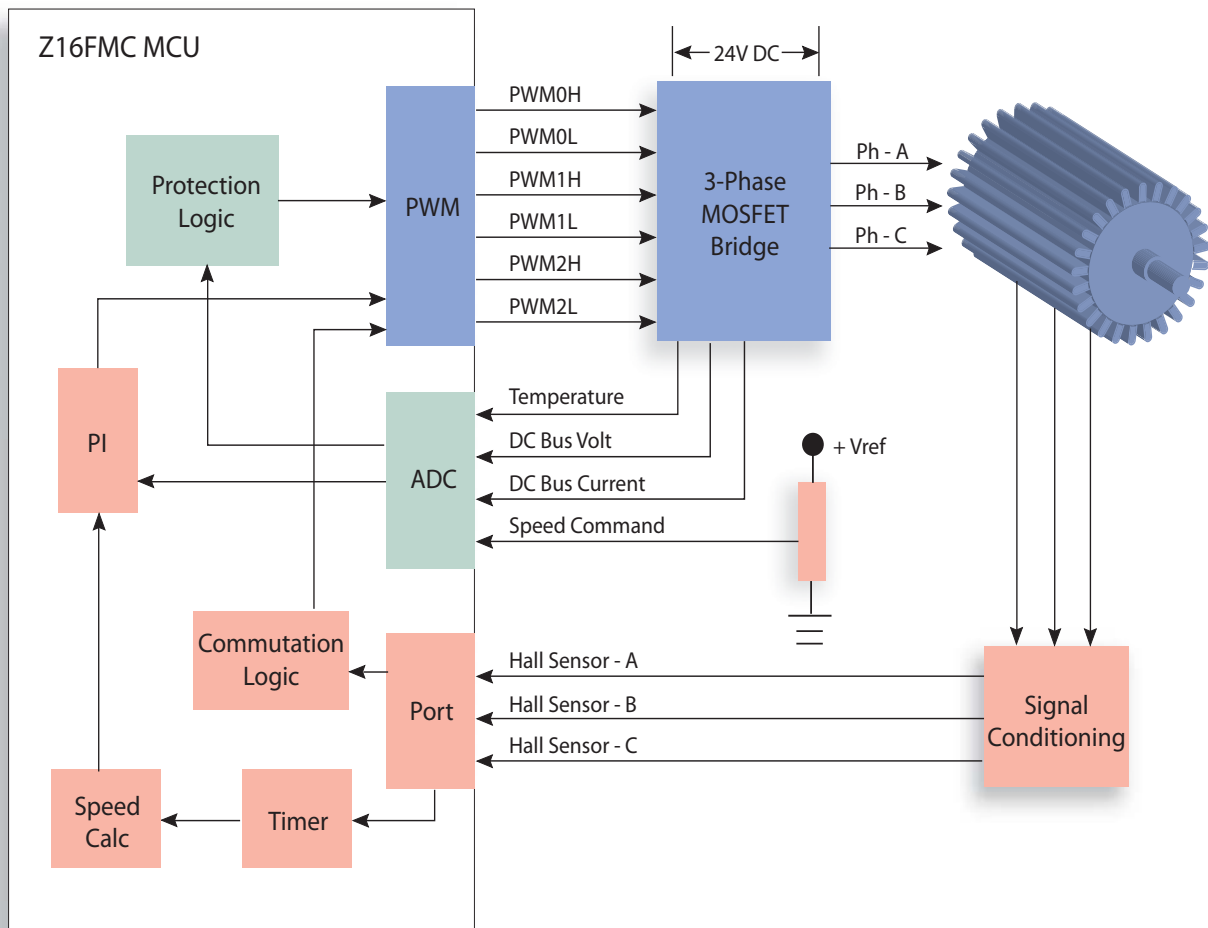 Z16FMC MCU
24V DC
PWM0H
PWM0L
PWM1H
PWM1L
PWM2H
PWM2L
Protection
Logic
PWM
3-Phase
MOSFET
Bridge
Ph - A
Ph - B
Ph - C
PI
ADC
Temperature
DC Bus Volt
DC Bus Current
Speed Command
+ Vref
Commutation
Logic
Port
Hall Sensor - A
Hall Sensor - B
Hall Sensor - C
Signal
Conditioning
Speed
Calc
Timer